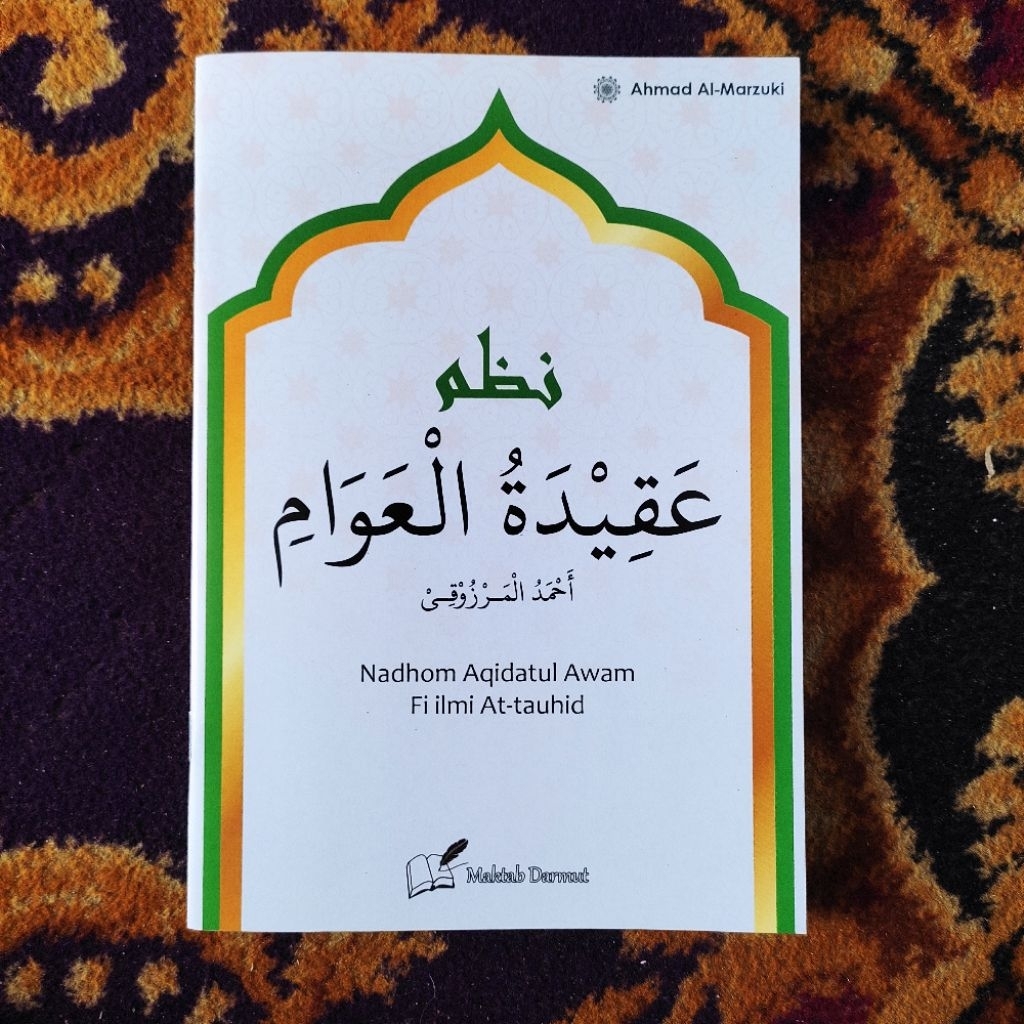 Ahmad Al-Marzuki
نظم
عَقِيْدَةُ الْعَوَامِ
أَحْمَدُ الْمَرْزُوْقِىْ
Nadhom Aqidatul Awam
Fi ilmi At-tauhid
Maktab Darmut